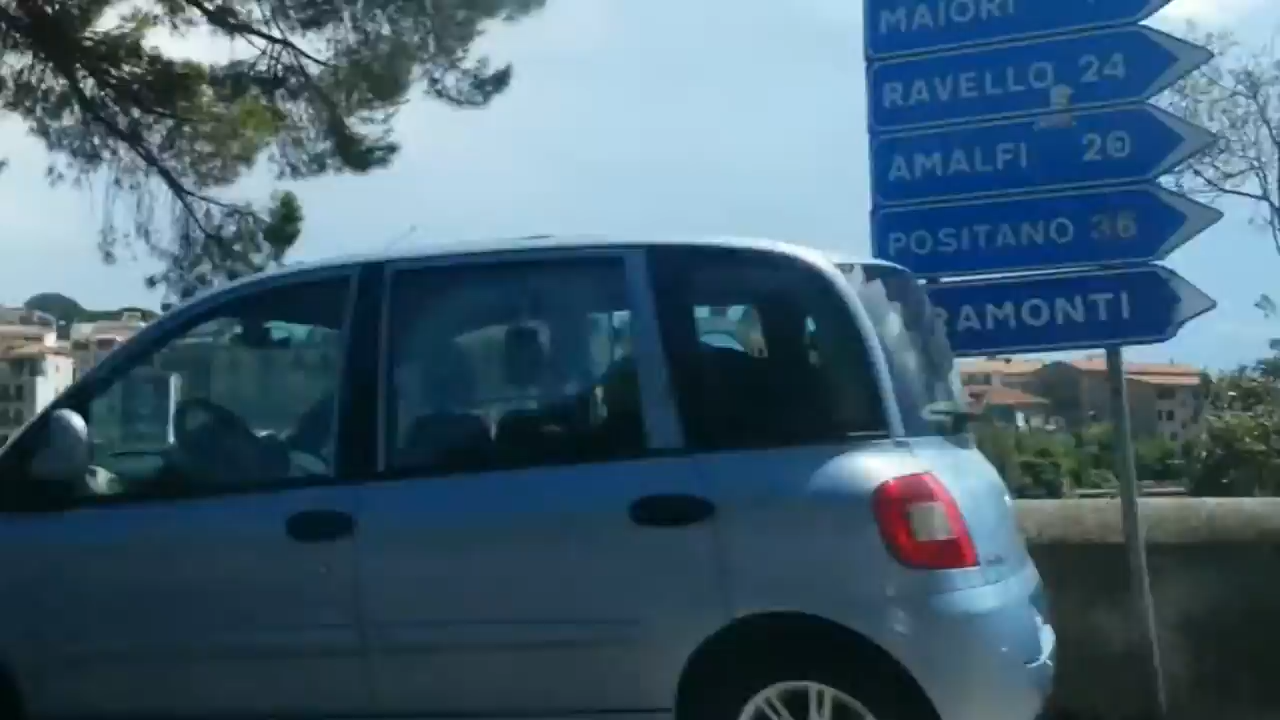 MAIORI
RAVELLO 24
AMALFI 20
POSITANO 36
RAMONTI